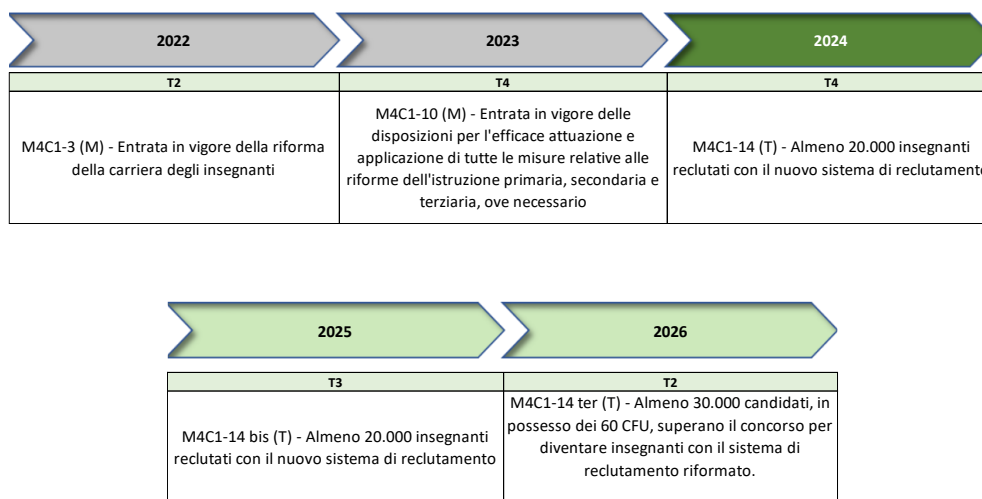 2022
2023
2024
T2
T4
T4
M4C1-3 (M) - Entrata in vigore della riforma
della carriera degli insegnanti
M4C1-10 (M) - Entrata in vigore delle
disposizioni per l'efficace attuazione e
applicazione di tutte le misure relative alle
riforme dell'istruzione primaria, secondaria e
terziaria, ove necessario
M4C1-14 (T) - Almeno 20.000 insegnanti
reclutati con il nuovo sistema di reclutamento
2025
2026
T3
T2
M4C1-14 bis (T) - Almeno 20.000 insegnanti
reclutati con il nuovo sistema di reclutamento
M4C1-14 ter (T) - Almeno 30.000 candidati, in
possesso dei 60 CFU, superano il concorso per
diventare insegnanti con il sistema di
reclutamento riformato.